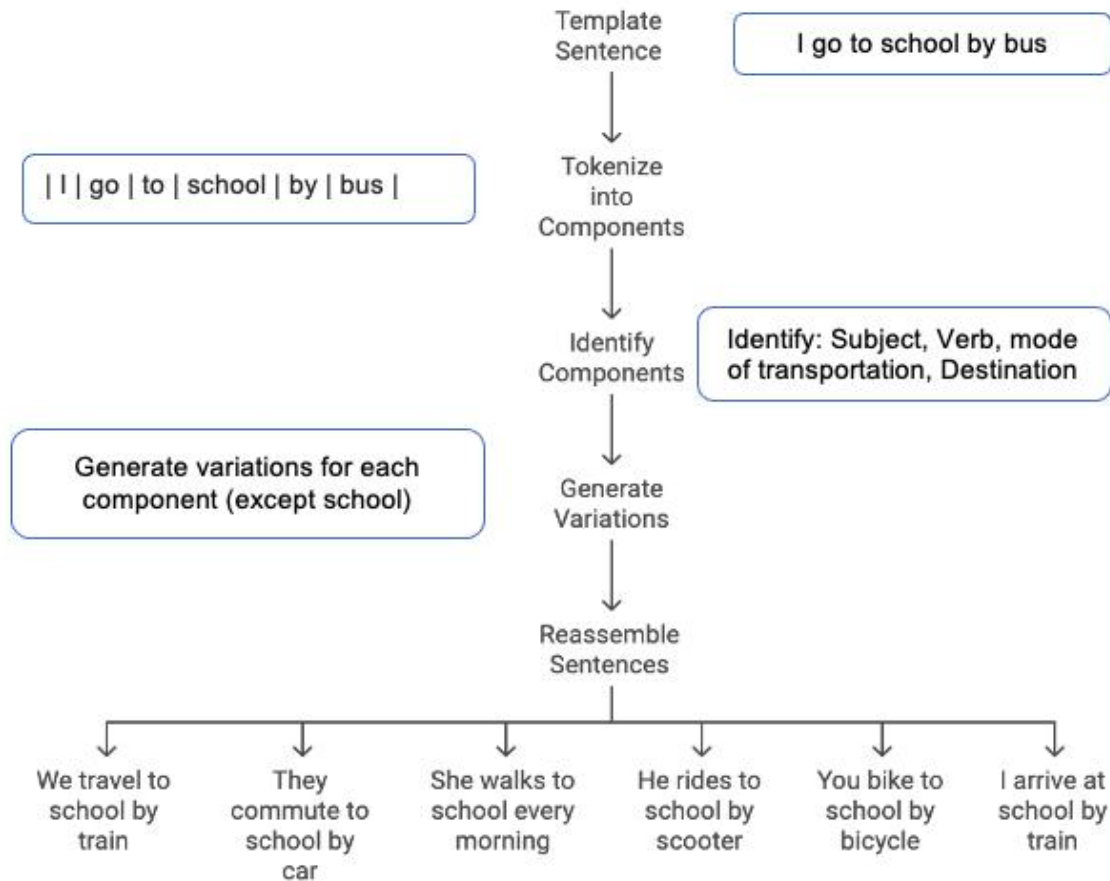 Template
Sentence
I go to school by bus
| I | go | to | school | by | bus |
Tokenize
into
Components
Identify
Components
Identify: Subject, Verb, mode
of transportation, Destination
Generate variations for each
component (except school)
Generate
Variations
Reassemble
Sentences
We travel to
school by
train
They
commute to
school by
car
She walks to
school every
morning
He rides to
school by
scooter
You bike to
school by
bicycle
I arrive at
school by
train